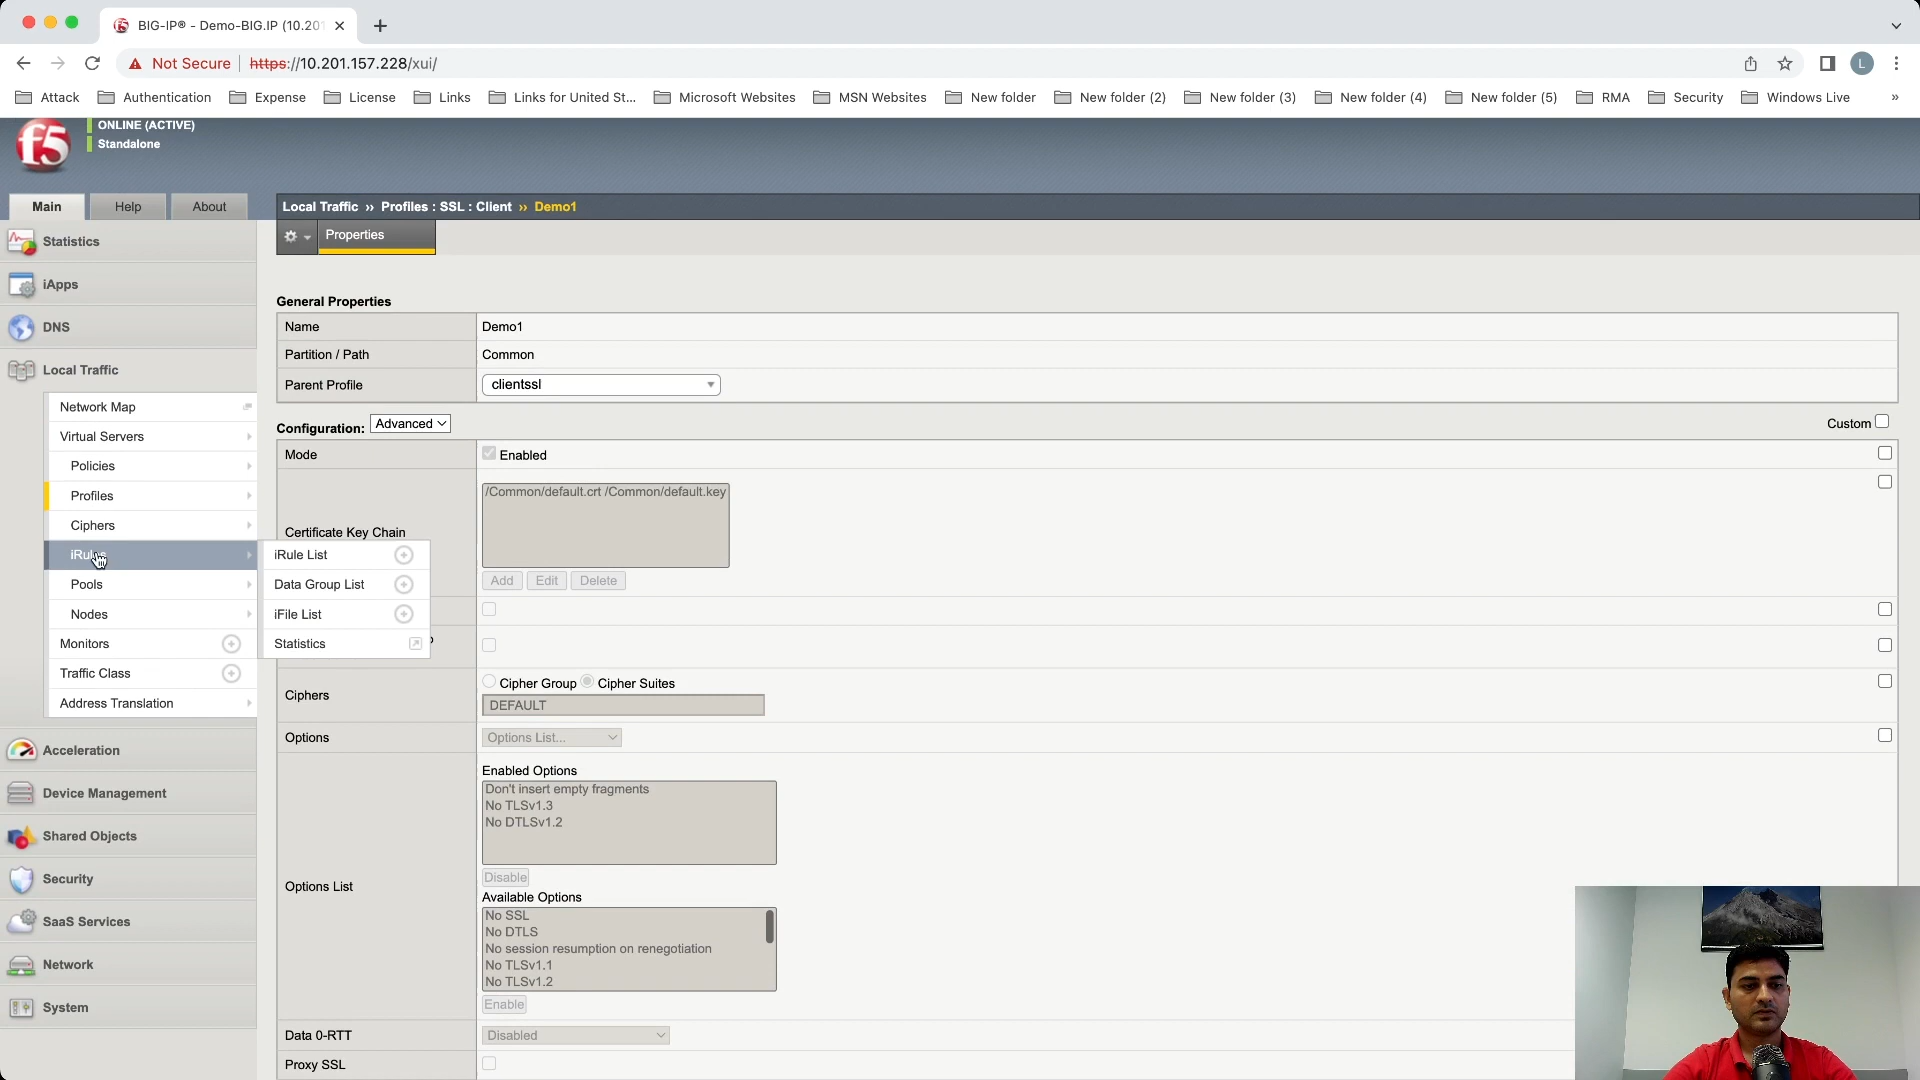 BIG-IP® - Demo-BIG.IP (10.201
Not Secure https://10.201.157.228/xui/
L
Attack Authentication Expense License Links Links for United St... Microsoft Websites MSN Websites New folder New folder (2) New folder (3) New folder (4) New folder (5) RMA Security Windows Live »
f5
ONLINE (ACTIVE)
Standalone
Main Help About
Local Traffic ›› Profiles : SSL : Client ›› Demo1
Properties
Statistics
iApps
DNS
Local Traffic
Network Map
Virtual Servers
Policies
Profiles
Ciphers
iRules
Pools
Nodes
Monitors
Traffic Class
Address Translation
iRule List
Data Group List
iFile List
Statistics
Acceleration
Device Management
Shared Objects
Security
SaaS Services
Network
System
General Properties
Name Demo1
Partition / Path Common
Parent Profile clientssl
Configuration: Advanced Custom
Mode Enabled
Certificate Key Chain
/Common/default.crt /Common/default.key
Add Edit Delete
Ciphers
Cipher Group Cipher Suites
DEFAULT
Options Options List...
Options List
Enabled Options
Don't insert empty fragments
No TLSv1.3
No DTLSv1.2
Disable
Available Options
No SSL
No DTLS
No session resumption on renegotiation
No TLSv1.1
No TLSv1.2
Enable
Data 0-RTT Disabled
Proxy SSL